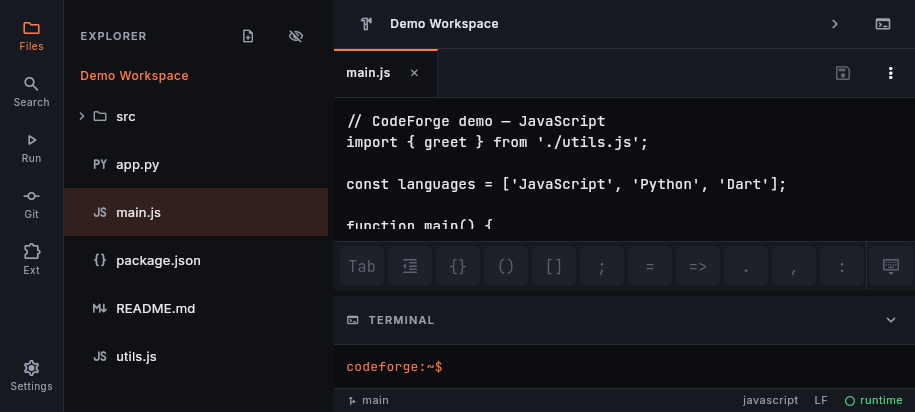 Files
Search
Run
Git
Ext
Settings
EXPLORER
Demo Workspace
src
PY app.py
JS main.js
{} package.json
M README.md
JS utils.js
Demo Workspace
main.js ×
// CodeForge demo — JavaScript
import { greet } from './utils.js';
const languages = ['JavaScript', 'Python', 'Dart'];
function main() {
Tab {} () [] ; = => . , :
TERMINAL
codeforge:~$
main
javascript LF runtime